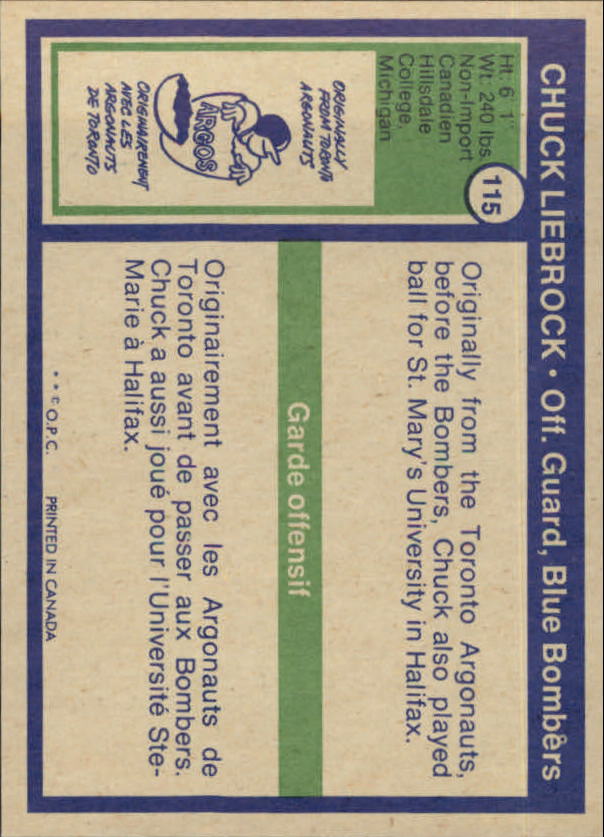 CHUCK LIEBROCK • Off. Guard, Blue Bombers
115
Ht: 6' 1"
Wt: 240 lbs
Non-Import
Canadien
Hillsdale
College,
Michigan
ORIGINALLY
FROM TORONTO
ARGONAUTS
ARGOS
ORIGINAIREMENT
AVEC LES
ARGONAUTS
DE TORONTO
Originally from the Toronto Argonauts,
before the Bombers, Chuck also played
ball for St. Mary's University in Halifax.
Garde offensif
Originairement avec les Argonauts de
Toronto avant de passer aux Bombers.
Chuck a aussi joué pour l'Université Ste-
Marie à Halifax.
* * © O.P.C. PRINTED IN CANADA